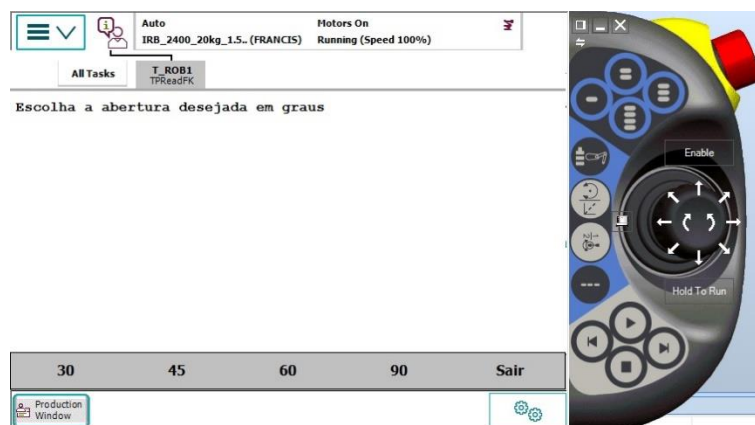 Auto
IRB_2400_20kg_1.5.. (FRANCIS)
Motors On
Running (Speed 100%)
All Tasks
T_ROB1
TPReadFK
Escolha a abertura desejada em graus
30 45 60 90 Sair
Production
Window
Enable
Hold To Run